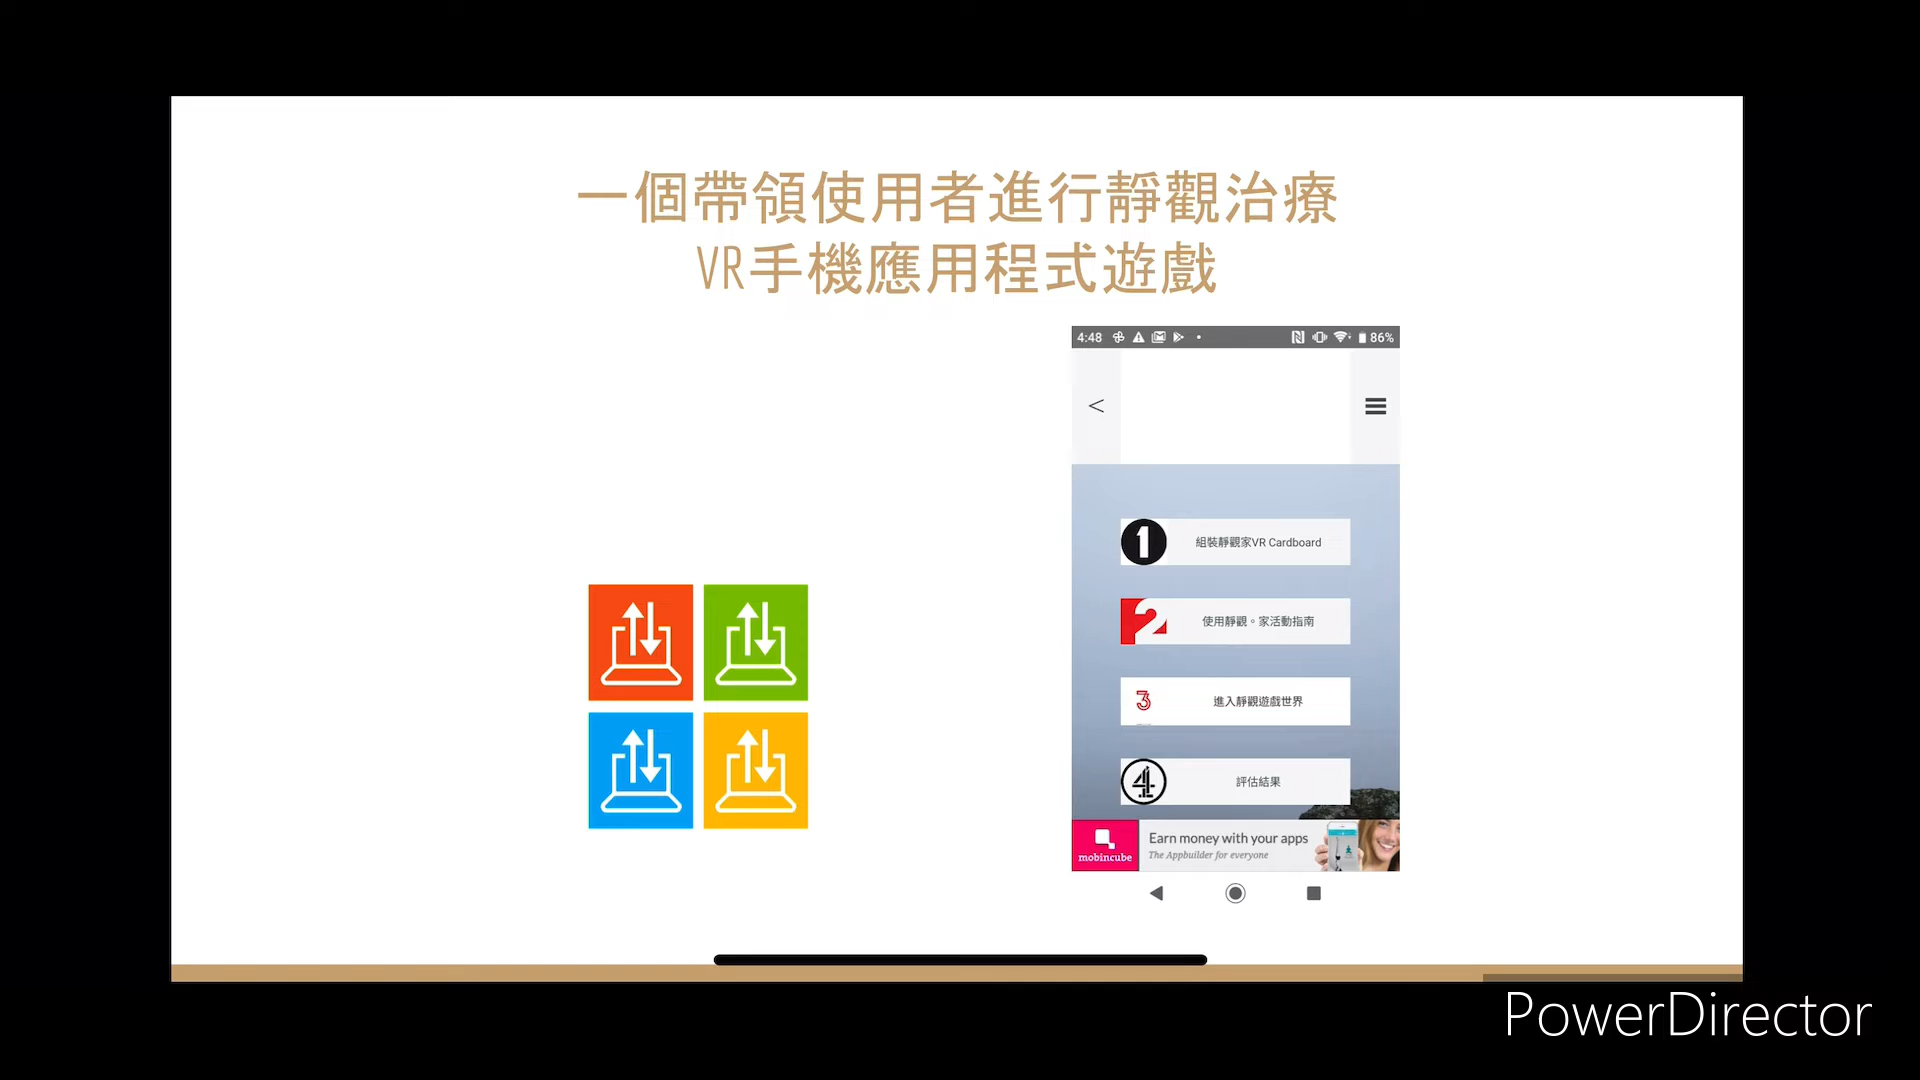 一個帶領使用者進行靜觀治療
VR手機應用程式遊戲
4:48
86%
<
1 組裝靜觀家VR Cardboard
2 使用靜觀。家活動指南
3 進入靜觀遊戲世界
4 評估結果
mobincube
Earn money with your apps
The Appbuilder for everyone
PowerDirector